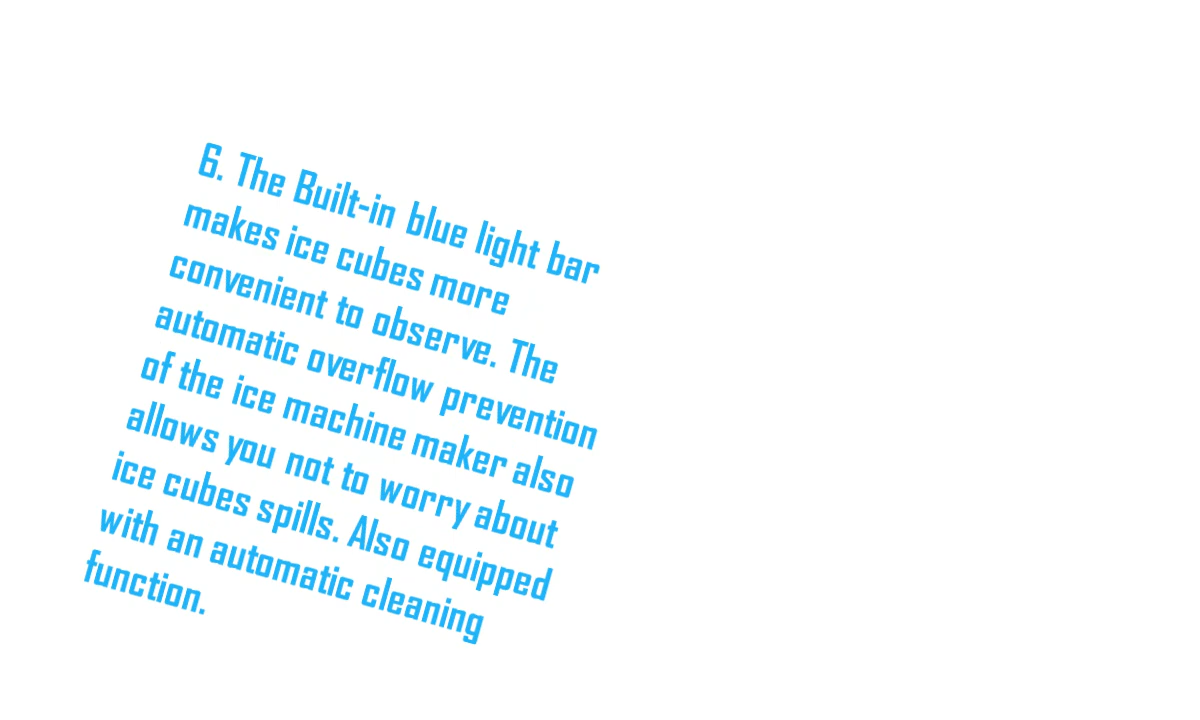 6. The Built-in blue light bar
makes ice cubes more
convenient to observe. The
automatic overflow prevention
of the ice machine maker also
allows you not to worry about
ice cubes spills. Also equipped
with an automatic cleaning
function.